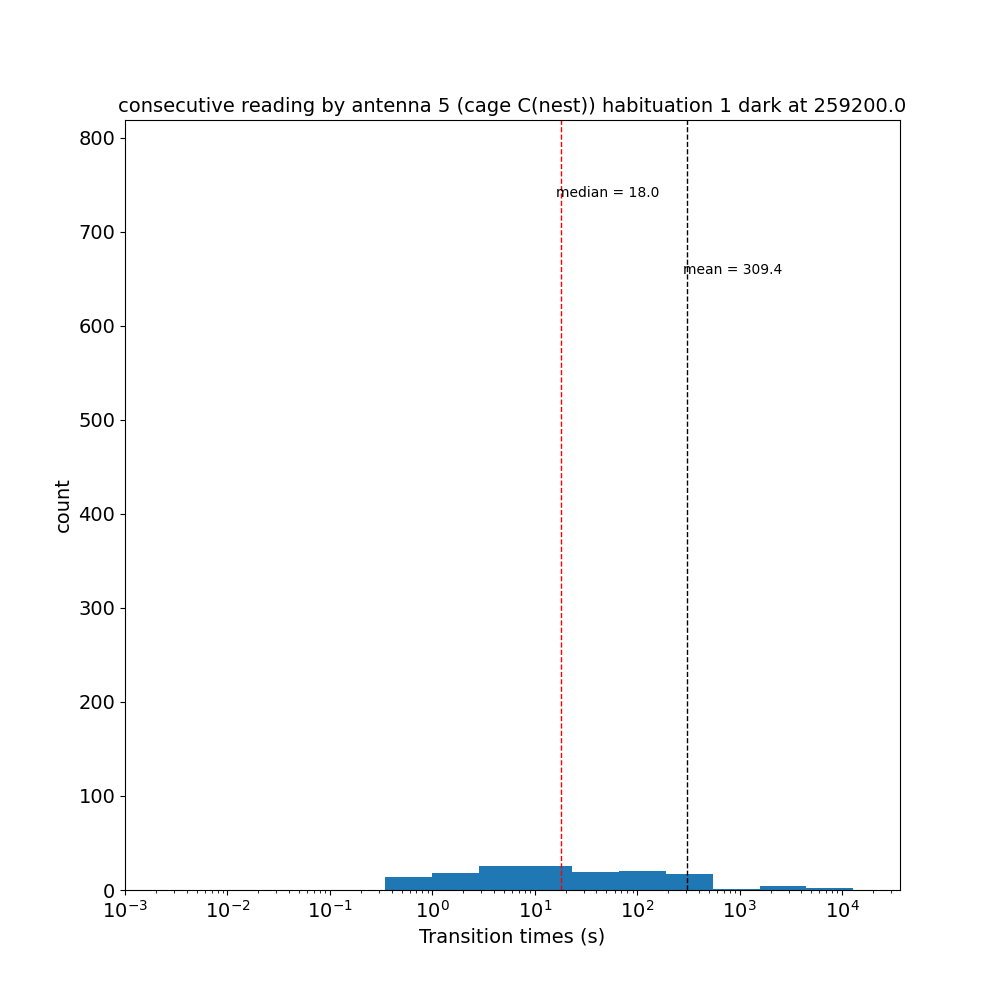 consecutive reading by antenna 5 (cage C(nest)) habituation 1 dark at 259200.0
800
700
600
500
400
300
200
100
0
count
median = 18.0
mean = 309.4
10⁻³ 10⁻² 10⁻¹ 10⁰ 10¹ 10² 10³ 10⁴
Transition times (s)